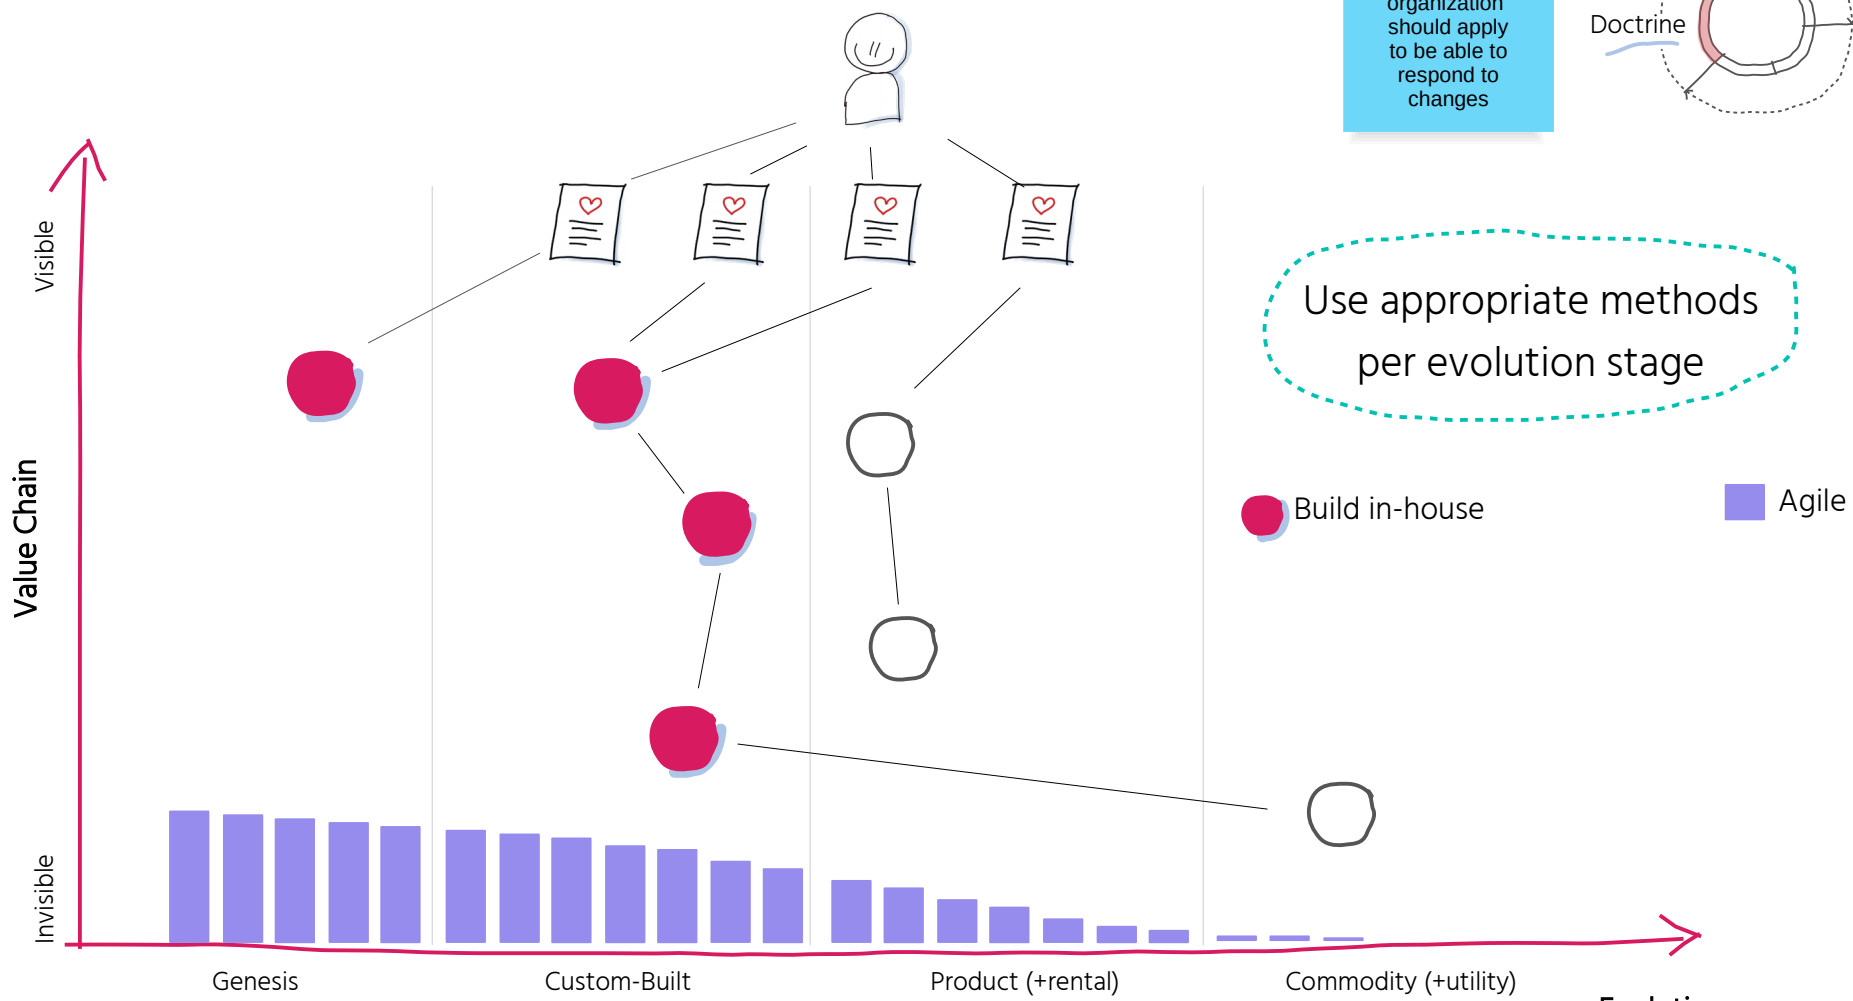 organization
should apply
to be able to
respond to
changes
Doctrine
Visible
Use appropriate methods
per evolution stage
Value Chain
Build in-house
Agile
Invisible
Genesis
Custom-Built
Product (+rental)
Commodity (+utility)